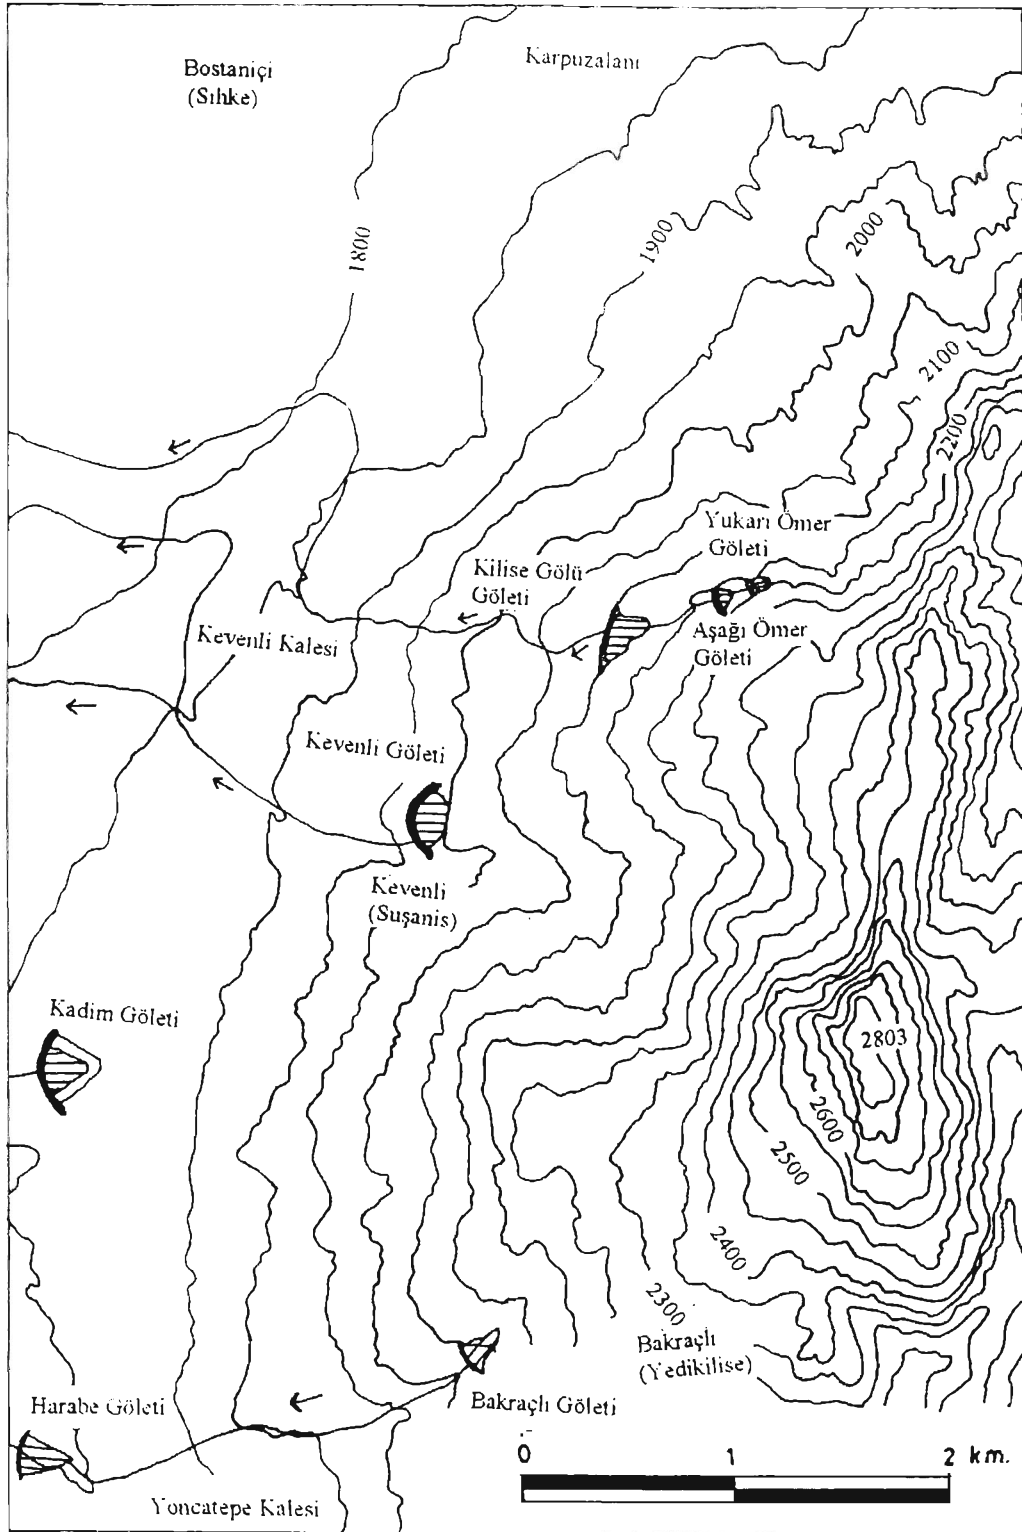 Bostaniçi
(Sıhke)
Karpuzalanı
1800
1900
2000
2100
2200
Yukarı Ömer
Göleti
Kilise Gölü
Göleti
Aşağı Ömer
Göleti
Kevenli Kalesi
Kevenli Göleti
Kevenli
(Suşanis)
Kadim Göleti
2803
2600
2500
2400
2300
Bakraçlı
(Yedikilise)
Harabe Göleti
Bakraçlı Göleti
Yoncatepe Kalesi
0 1 2 km.